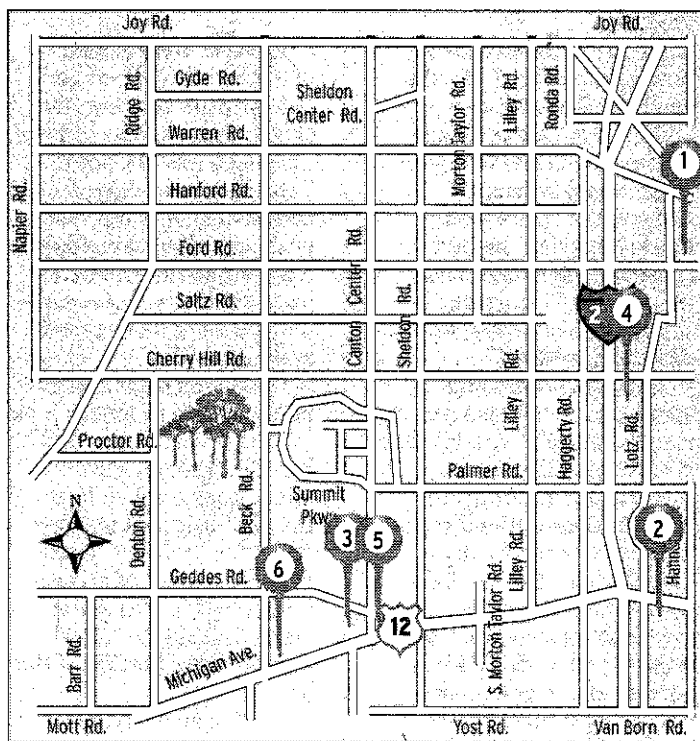 Joy Rd.
Joy Rd.
Gyde Rd.
Sheldon
Center Rd.
Ridge Rd.
Morton Taylor Rd.
Lilley Rd.
Ronda Rd.
Warren Rd.
1
Hanford Rd.
Napier Rd.
Ford Rd.
Canton Center Rd.
Sheldon Rd.
Saltz Rd.
2
4
Cherry Hill Rd.
Lilley Rd.
Haggerty Rd.
Lotz Rd.
Proctor Rd.
Palmer Rd.
Beck Rd.
Summit
N
Denton Rd.
3
5
2
6
Geddes Rd.
Lilley Rd.
12
S. Morton Taylor Rd.
Barr Rd.
Michigan Ave.
Mott Rd.
Yost Rd.
Van Born Rd.